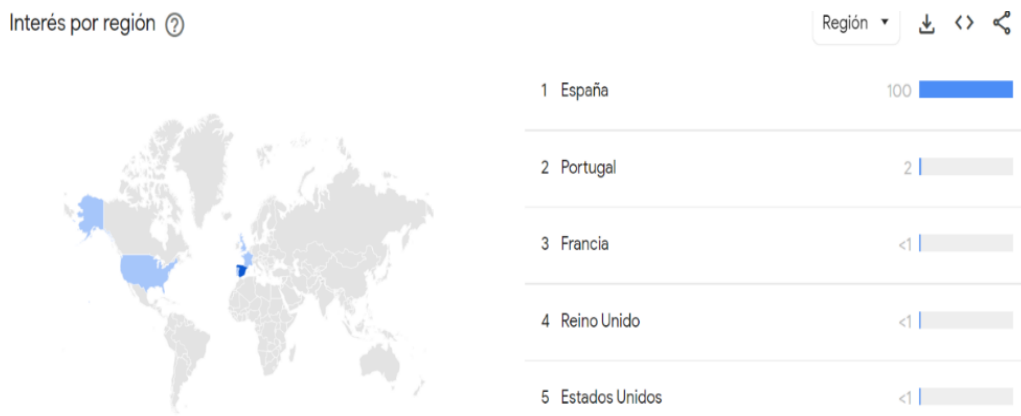 Interés por región
Región
1 España 100
2 Portugal 2
3 Francia <1
4 Reino Unido <1
5 Estados Unidos <1